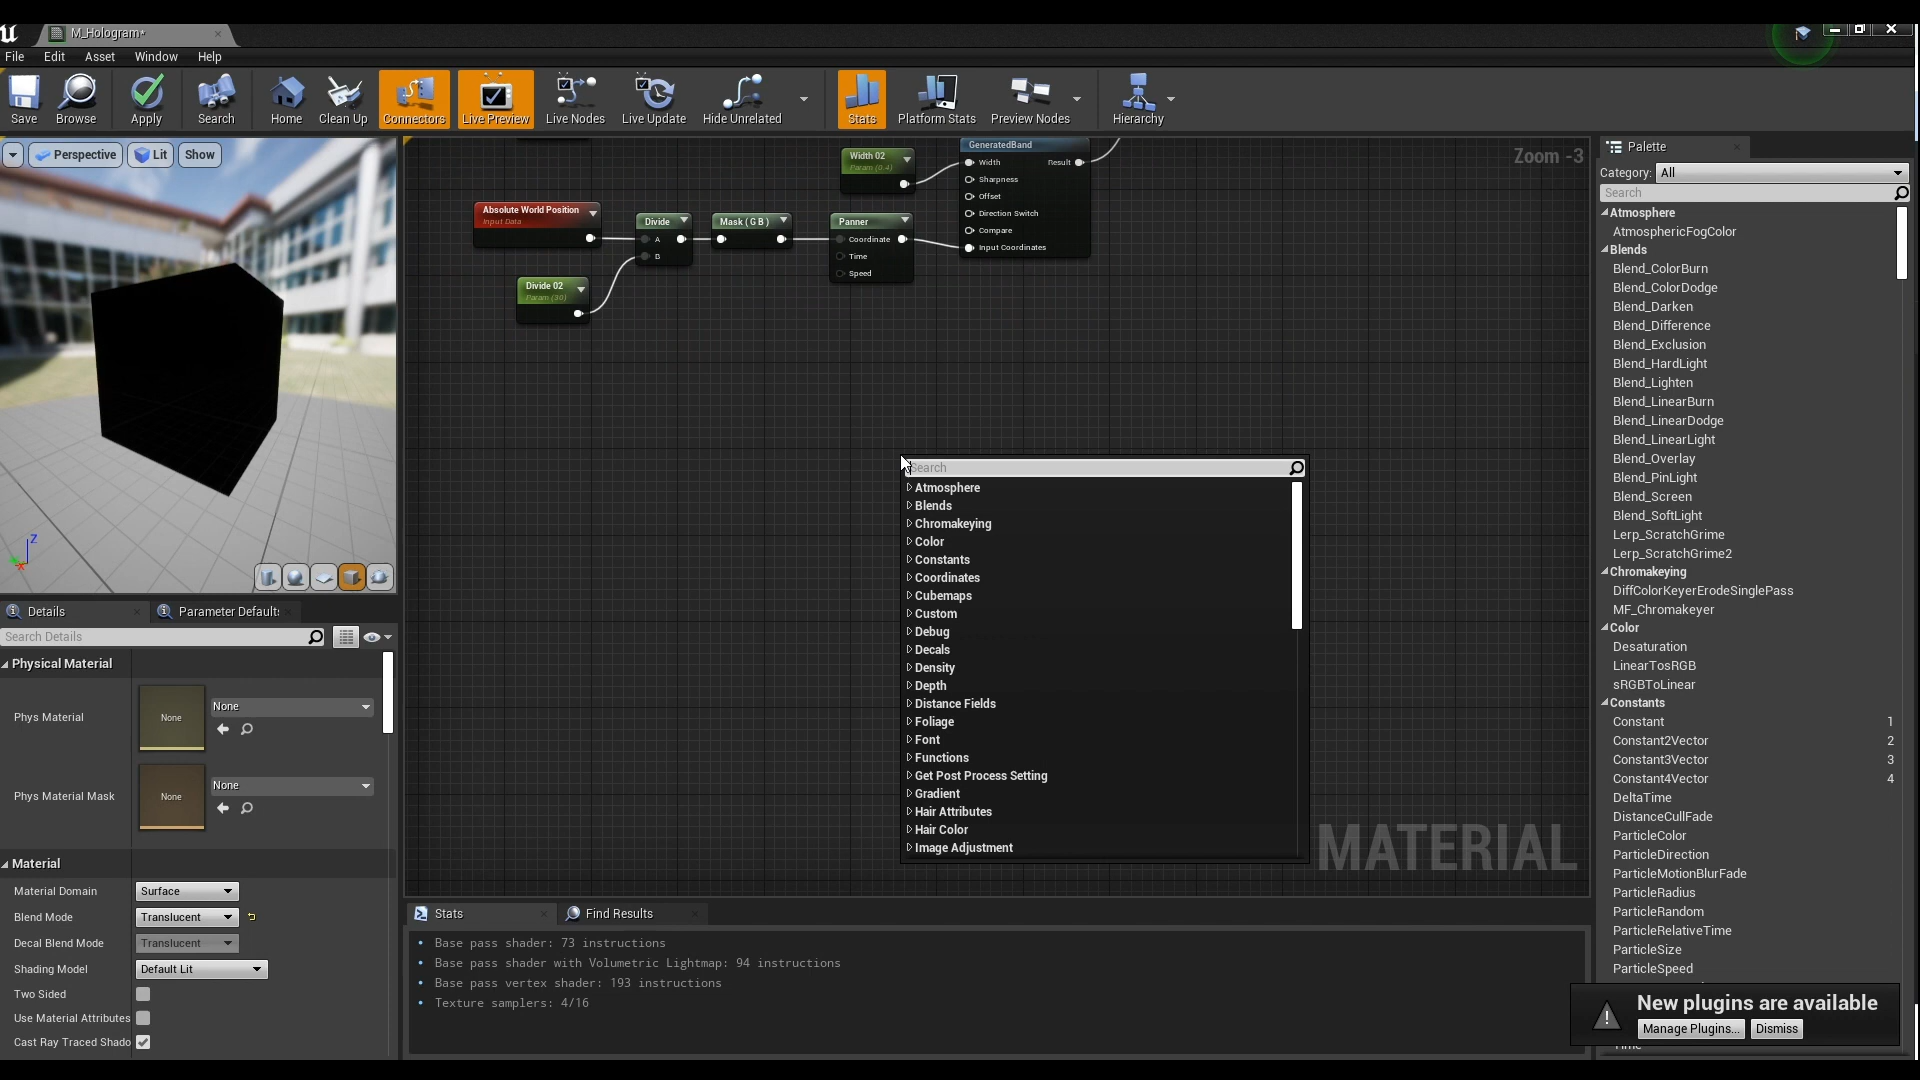 M_Hologram*
File Edit Asset Window Help
Save Browse Apply Search Home Clean Up Connectors Live Preview Live Nodes Live Update Hide Unrelated Stats Platform Stats Preview Nodes Hierarchy
Perspective Lit Show
Z
Details Parameter Default
Search Details
Physical Material
Phys Material
None
None
Phys Material Mask
None
None
Material
Material Domain Surface
Blend Mode Translucent
Decal Blend Mode Translucent
Shading Model Default Lit
Two Sided
Use Material Attributes
Cast Ray Traced Shado
Zoom -3
Absolute World Position
Input Data
Divide
A
B
Divide 02
Param (30)
Mask ( G B )
Panner
Coordinate
Time
Speed
Width 02
Param (0.4)
GeneratedBand
Width Result
Sharpness
Offset
Direction Switch
Compare
Input Coordinates
Search
Atmosphere
Blends
Chromakeying
Color
Constants
Coordinates
Cubemaps
Custom
Debug
Decals
Density
Depth
Distance Fields
Foliage
Font
Functions
Get Post Process Setting
Gradient
Hair Attributes
Hair Color
Image Adjustment
MATERIAL
Stats Find Results
Base pass shader: 73 instructions
Base pass shader with Volumetric Lightmap: 94 instructions
Base pass vertex shader: 193 instructions
Texture samplers: 4/16
Palette
Category: All
Search
Atmosphere
AtmosphericFogColor
Blends
Blend_ColorBurn
Blend_ColorDodge
Blend_Darken
Blend_Difference
Blend_Exclusion
Blend_HardLight
Blend_Lighten
Blend_LinearBurn
Blend_LinearDodge
Blend_LinearLight
Blend_Overlay
Blend_PinLight
Blend_Screen
Blend_SoftLight
Lerp_ScratchGrime
Lerp_ScratchGrime2
Chromakeying
DiffColorKeyerErodeSinglePass
MF_Chromakeyer
Color
Desaturation
LinearTosRGB
sRGBToLinear
Constants
Constant 1
Constant2Vector 2
Constant3Vector 3
Constant4Vector 4
DeltaTime
DistanceCullFade
ParticleColor
ParticleDirection
ParticleMotionBlurFade
ParticleRadius
ParticleRandom
ParticleRelativeTime
ParticleSize
ParticleSpeed
New plugins are available
Manage Plugins... Dismiss